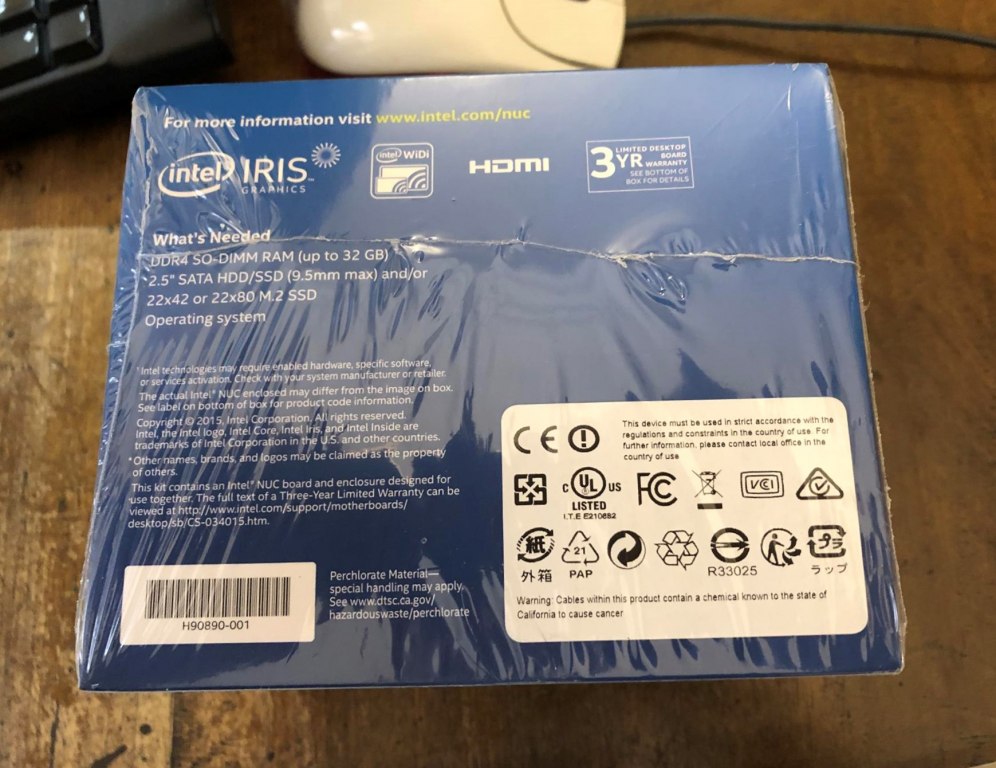 For more information visit www.intel.com/nuc
intel IRIS™
GRAPHICS
intel WiDi
HDMI
3 YR LIMITED DESKTOP
BOARD
WARRANTY
SEE BOTTOM OF
BOX FOR DETAILS
What's Needed
DDR4 SO-DIMM RAM (up to 32 GB)
2.5" SATA HDD/SSD (9.5mm max) and/or
22x42 or 22x80 M.2 SSD
Operating system
¹ Intel technologies may require enabled hardware, specific software,
or services activation. Check with your system manufacturer or retailer.
The actual Intel® NUC enclosed may differ from the image on box.
See label on bottom of box for product code information.
Copyright © 2015, Intel Corporation. All rights reserved.
Intel, the Intel logo, Intel Core, Intel Iris, and Intel Inside are
trademarks of Intel Corporation in the U.S. and other countries.
*Other names, brands, and logos may be claimed as the property
of others.
This kit contains an Intel® NUC board and enclosure designed for
use together. The full text of a Three-Year Limited Warranty can be
viewed at http://www.intel.com/support/motherboards/
desktop/sb/CS-034015.htm.
H90890-001
Perchlorate Material—
special handling may apply.
See www.dtsc.ca.gov/
hazardouswaste/perchlorate
CE
This device must be used in strict accordance with the
regulations and constraints in the country of use. For
further information, please contact local office in the
country of use
C UL US
LISTED
I.T.E E210882
FC
VCI
紙
外箱
21
PAP
R33025
プラ
ラップ
Warning: Cables within this product contain a chemical known to the state of
California to cause cancer